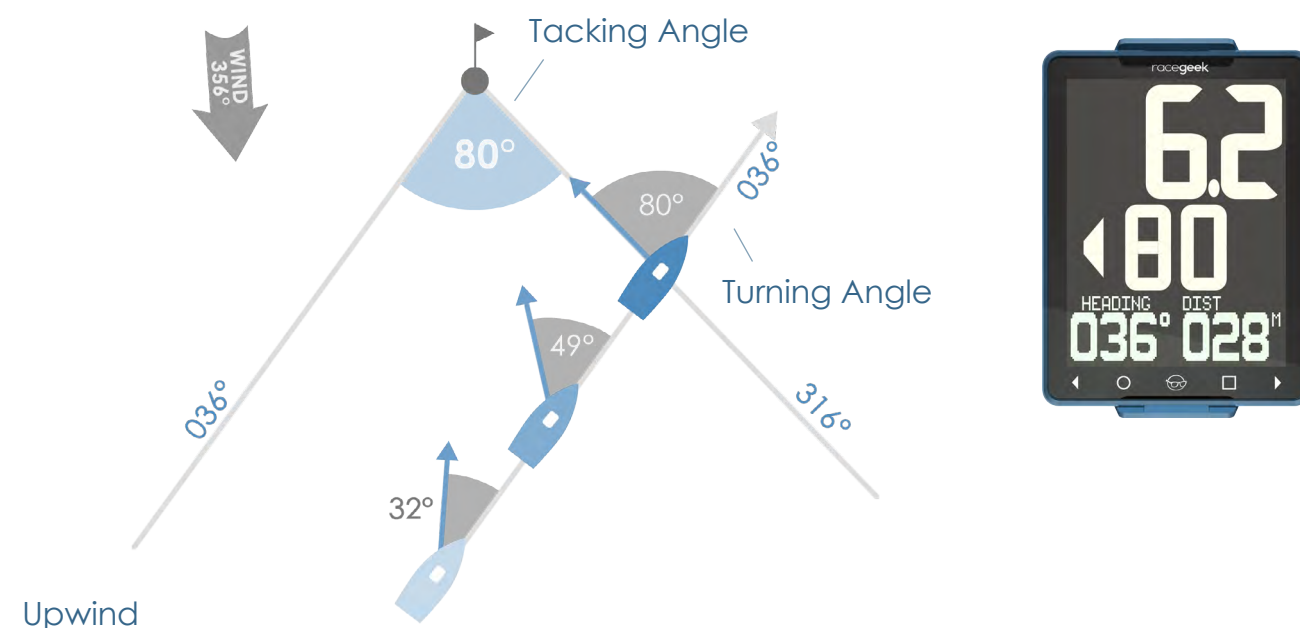 Tacking Angle
WIND
356°
80°
036°
80°
Turning Angle
49°
036°
316°
32°
Upwind
racegeek
6.2
80
HEADING DIST
036° 028M